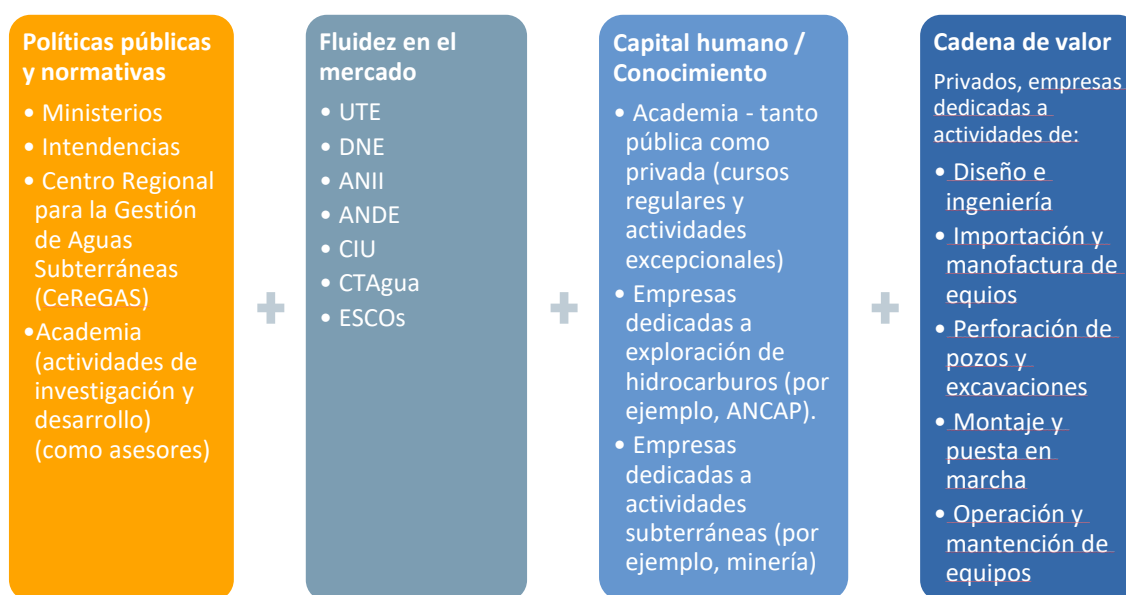 Políticas públicas
y normativas
• Ministerios
• Intendencias
• Centro Regional
para la Gestión
de Aguas
Subterráneas
(CeReGAS)
•Academia
(actividades de
investigación y
desarrollo)
(como asesores)
Fluidez en el
mercado
• UTE
• DNE
• ANII
• ANDE
• CIU
• CTAgua
• ESCOs
Capital humano /
Conocimiento
• Academia - tanto
pública como
privada (cursos
regulares y
actividades
excepcionales)
• Empresas
dedicadas a
exploración de
hidrocarburos (por
ejemplo, ANCAP).
• Empresas
dedicadas a
actividades
subterráneas (por
ejemplo, minería)
Cadena de valor
Privados, empresas
dedicadas a
actividades de:
• Diseño e
ingeniería
• Importación y
manofactura de
equios
• Perforación de
pozos y
excavaciones
• Montaje y
puesta en
marcha
• Operación y
mantención de
equipos